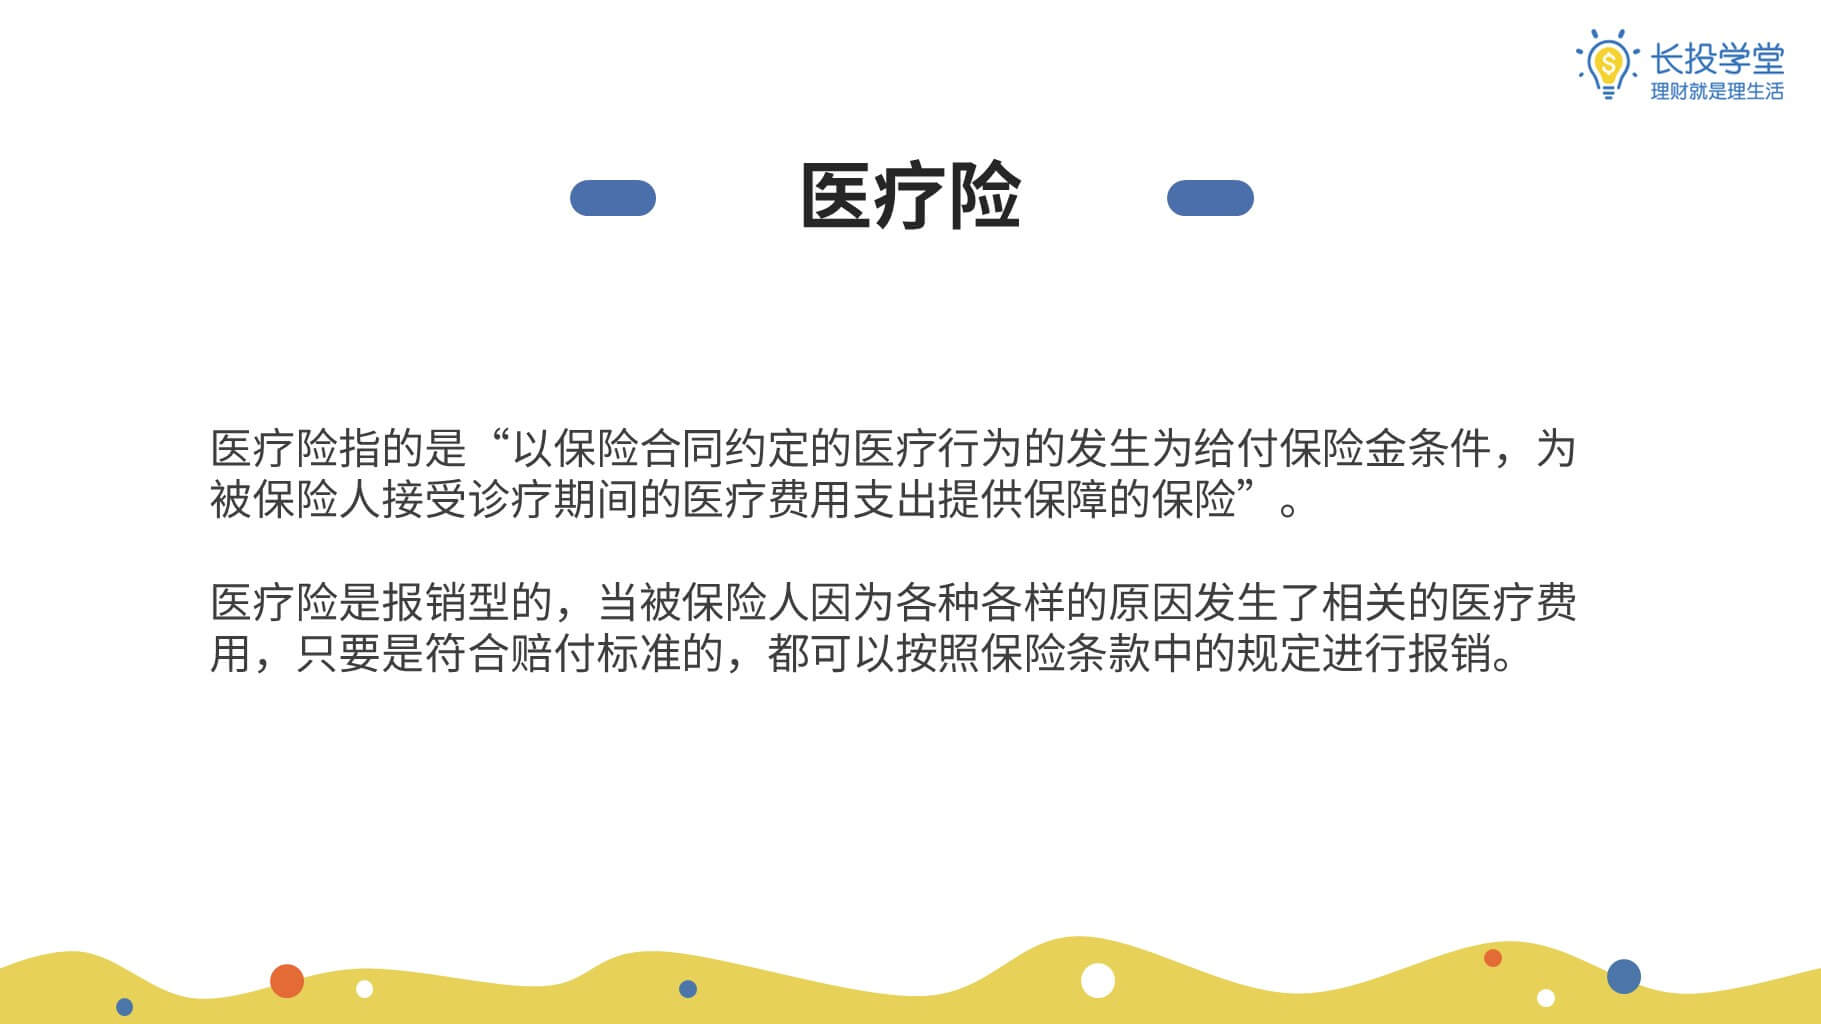 长投学堂
理财就是理生活
医疗险
医疗险指的是“以保险合同约定的医疗行为的发生为给付保险金条件，为
被保险人接受诊疗期间的医疗费用支出提供保障的保险”。
医疗险是报销型的，当被保险人因为各种各样的原因发生了相关的医疗费
用，只要是符合赔付标准的，都可以按照保险条款中的规定进行报销。